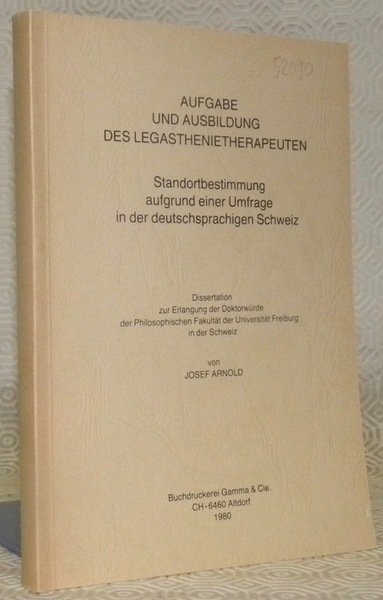 52030
AUFGABE
UND AUSBILDUNG
DES LEGASTHENIETHERAPEUTEN
Standortbestimmung
aufgrund einer Umfrage
in der deutschsprachigen Schweiz
Dissertation
zur Erlangung der Doktorwürde
der Philosophischen Fakultät der Universität Freiburg
in der Schweiz
von
JOSEF ARNOLD
Buchdruckerei Gamma & Cie.
CH-6460 Altdorf
1980